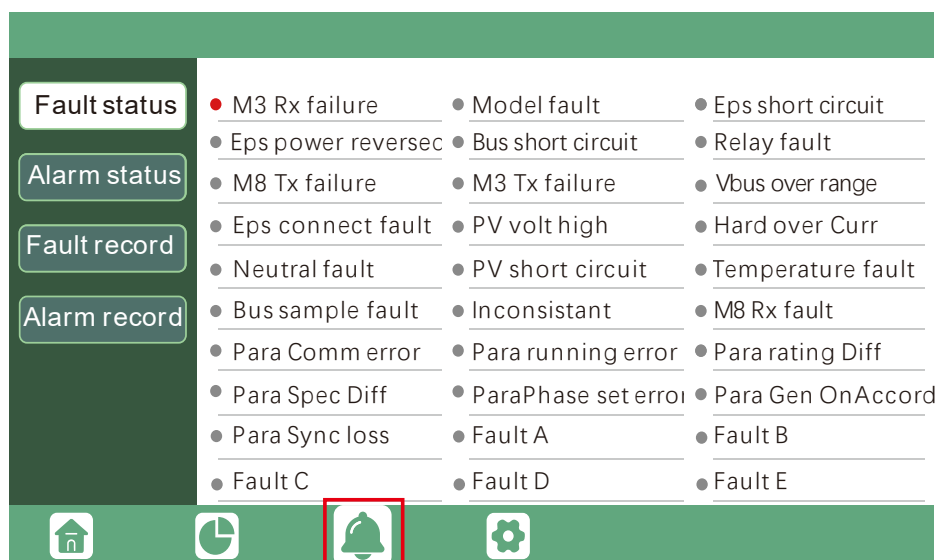 Fault status
Alarm status
Fault record
Alarm record
M3 Rx failure Model fault Eps short circuit
Eps power reversec Bus short circuit Relay fault
M8 Tx failure M3 Tx failure Vbus over range
Eps connect fault PV volt high Hard over Curr
Neutral fault PV short circuit Temperature fault
Bus sample fault Inconsistant M8 Rx fault
Para Comm error Para running error Para rating Diff
Para Spec Diff ParaPhase set error Para Gen OnAccord
Para Sync loss Fault A Fault B
Fault C Fault D Fault E